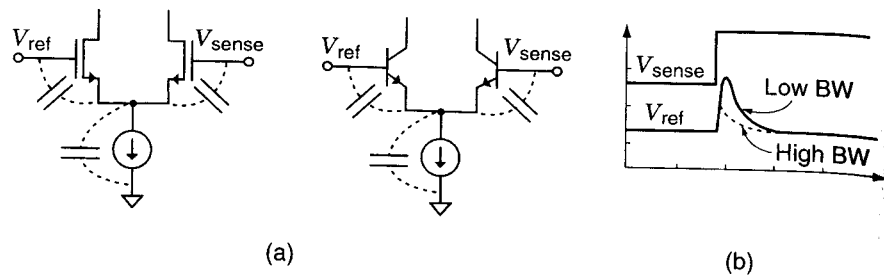 V_ref
V_sense
V_ref
V_sense
(a)
V_sense
V_ref
Low BW
High BW
(b)